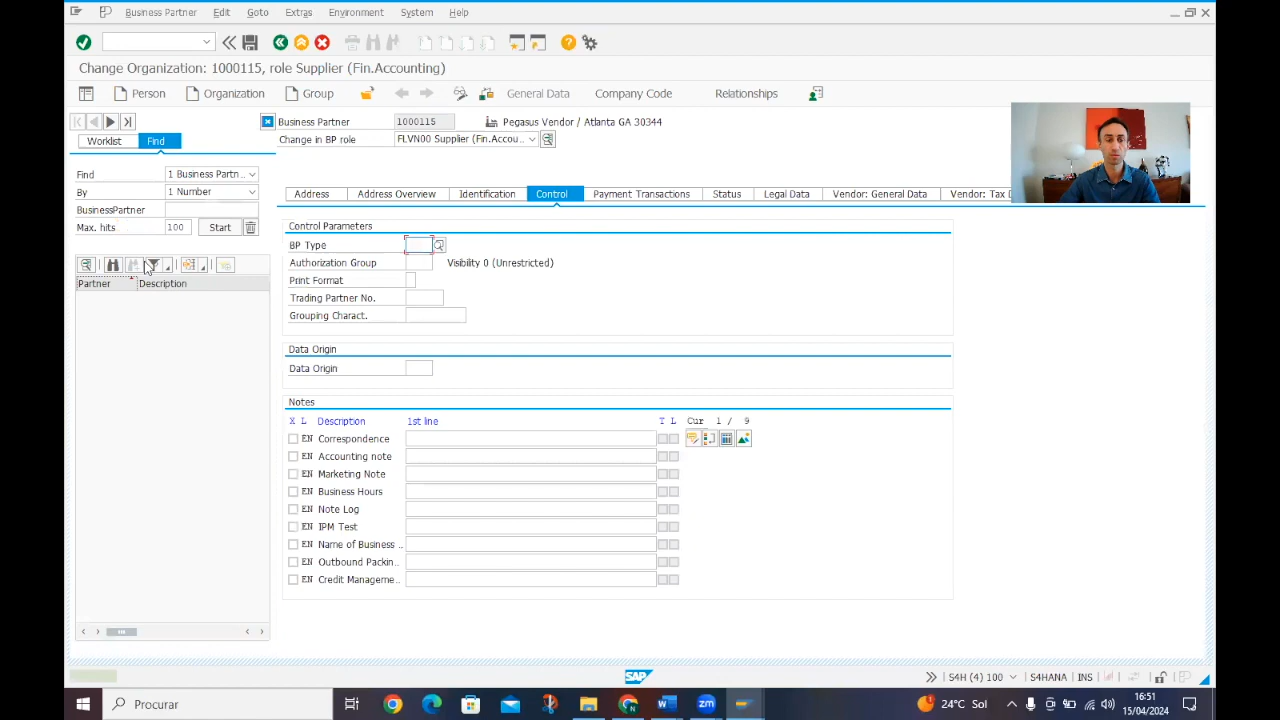 Business Partner Edit Goto Extras Environment System Help
Change Organization: 1000115, role Supplier (Fin.Accounting)
Person Organization Group General Data Company Code Relationships
Business Partner 1000115 Pegasus Vendor / Atlanta GA 30344
Worklist Find
Change in BP role FLVN00 Supplier (Fin.Accou...
Find 1 Business Partn..
By 1 Number
BusinessPartner
Max. hits 100 Start
Partner Description
Address Address Overview Identification Control Payment Transactions Status Legal Data Vendor: General Data Vendor: Tax D
Control Parameters
BP Type
Authorization Group Visibility 0 (Unrestricted)
Print Format
Trading Partner No.
Grouping Charact.
Data Origin
Data Origin
Notes
X L Description 1st line T L Cur 1 / 9
EN Correspondence
EN Accounting note
EN Marketing Note
EN Business Hours
EN Note Log
EN IPM Test
EN Name of Business ..
EN Outbound Packin..
EN Credit Manageme..
SAP S4H (4) 100 S4HANA INS
Procurar zm 24°C Sol 16:51
15/04/2024